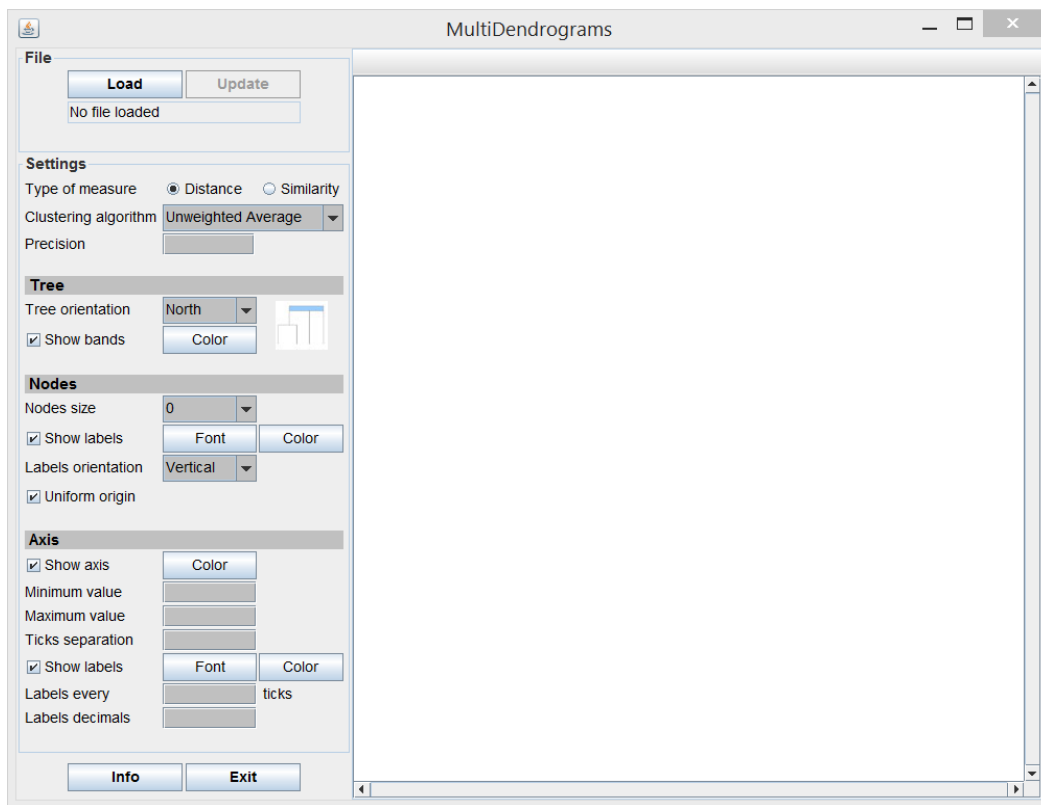 MultiDendrograms
File
Load Update
No file loaded
Settings
Type of measure Distance Similarity
Clustering algorithm Unweighted Average
Precision
Tree
Tree orientation North
Show bands Color
Nodes
Nodes size 0
Show labels Font Color
Labels orientation Vertical
Uniform origin
Axis
Show axis Color
Minimum value
Maximum value
Ticks separation
Show labels Font Color
Labels every ticks
Labels decimals
Info Exit